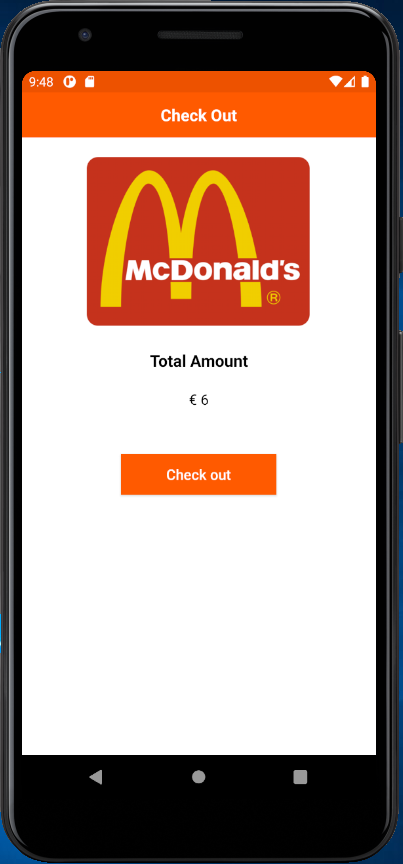 9:48
Check Out
McDonald's
®
Total Amount
€ 6
Check out